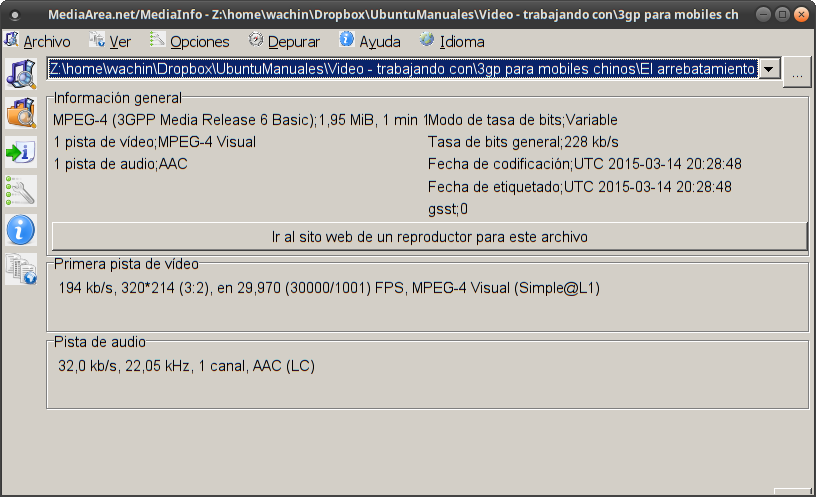 MediaArea.net/MediaInfo - Z:\home\wachin\Dropbox\UbuntuManuales\Video - trabajando con\3gp para mobiles ch
Archivo Ver Opciones Depurar Ayuda Idioma
Z:\home\wachin\Dropbox\UbuntuManuales\Video - trabajando con\3gp para mobiles chinos\El arrebatamiento ...
Información general
MPEG-4 (3GPP Media Release 6 Basic);1,95 MiB, 1 min 1 Modo de tasa de bits;Variable
1 pista de vídeo;MPEG-4 Visual Tasa de bits general;228 kb/s
1 pista de audio;AAC Fecha de codificación;UTC 2015-03-14 20:28:48
Fecha de etiquetado;UTC 2015-03-14 20:28:48
gsst;0
Ir al sito web de un reproductor para este archivo
Primera pista de vídeo
194 kb/s, 320*214 (3:2), en 29,970 (30000/1001) FPS, MPEG-4 Visual (Simple@L1)
Pista de audio
32,0 kb/s, 22,05 kHz, 1 canal, AAC (LC)